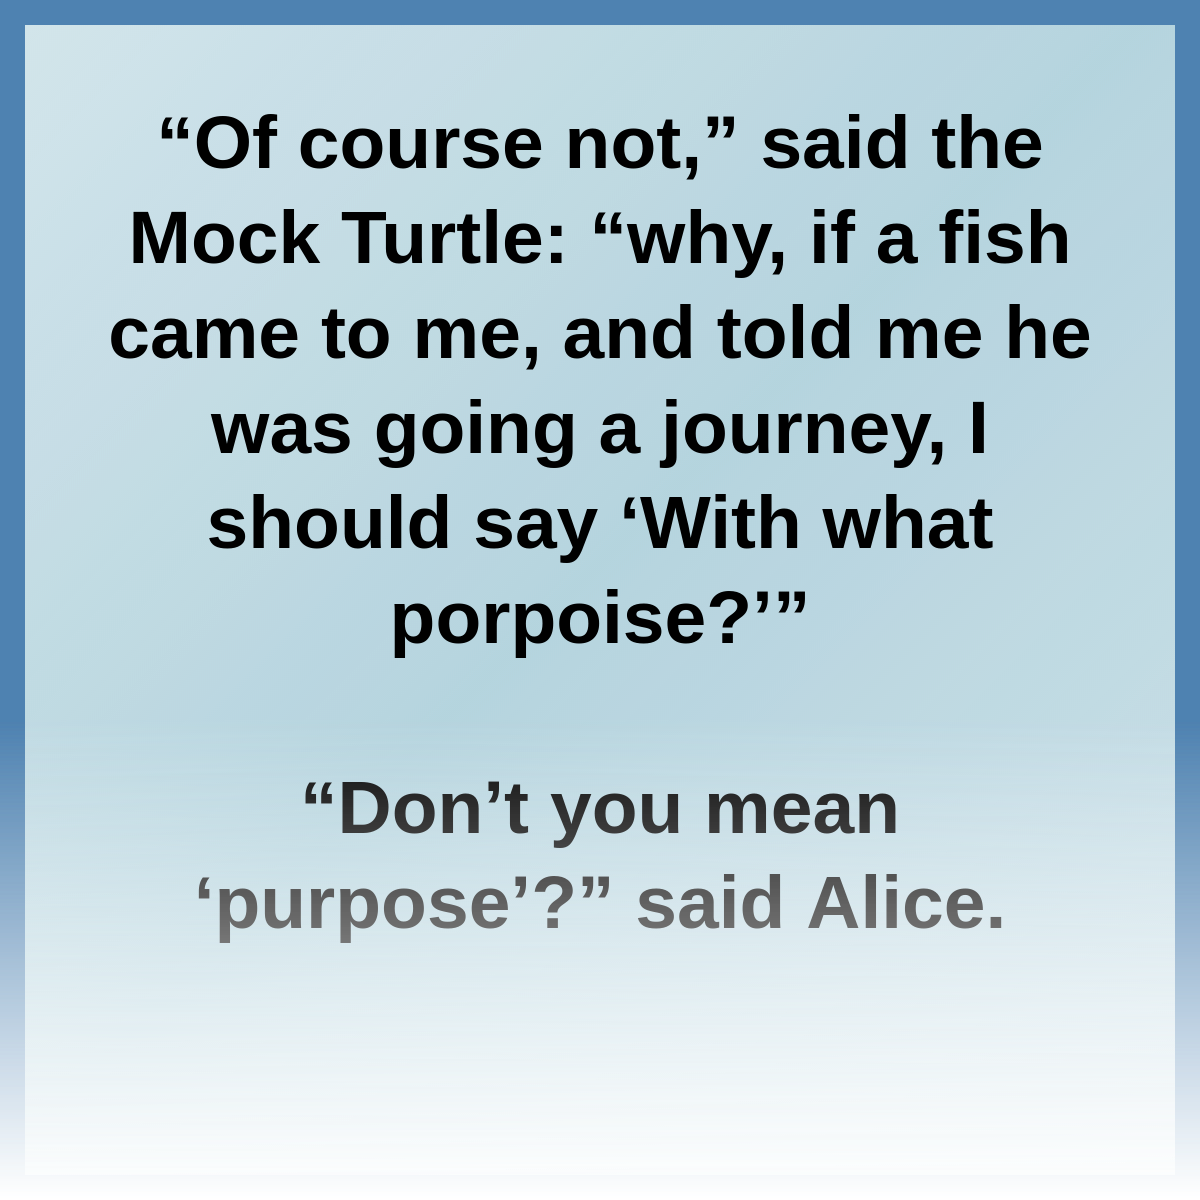 “Of course not,” said the
Mock Turtle: “why, if a fish
came to me, and told me he
was going a journey, I
should say ‘With what
porpoise?’”
“Don’t you mean
‘purpose’?” said Alice.